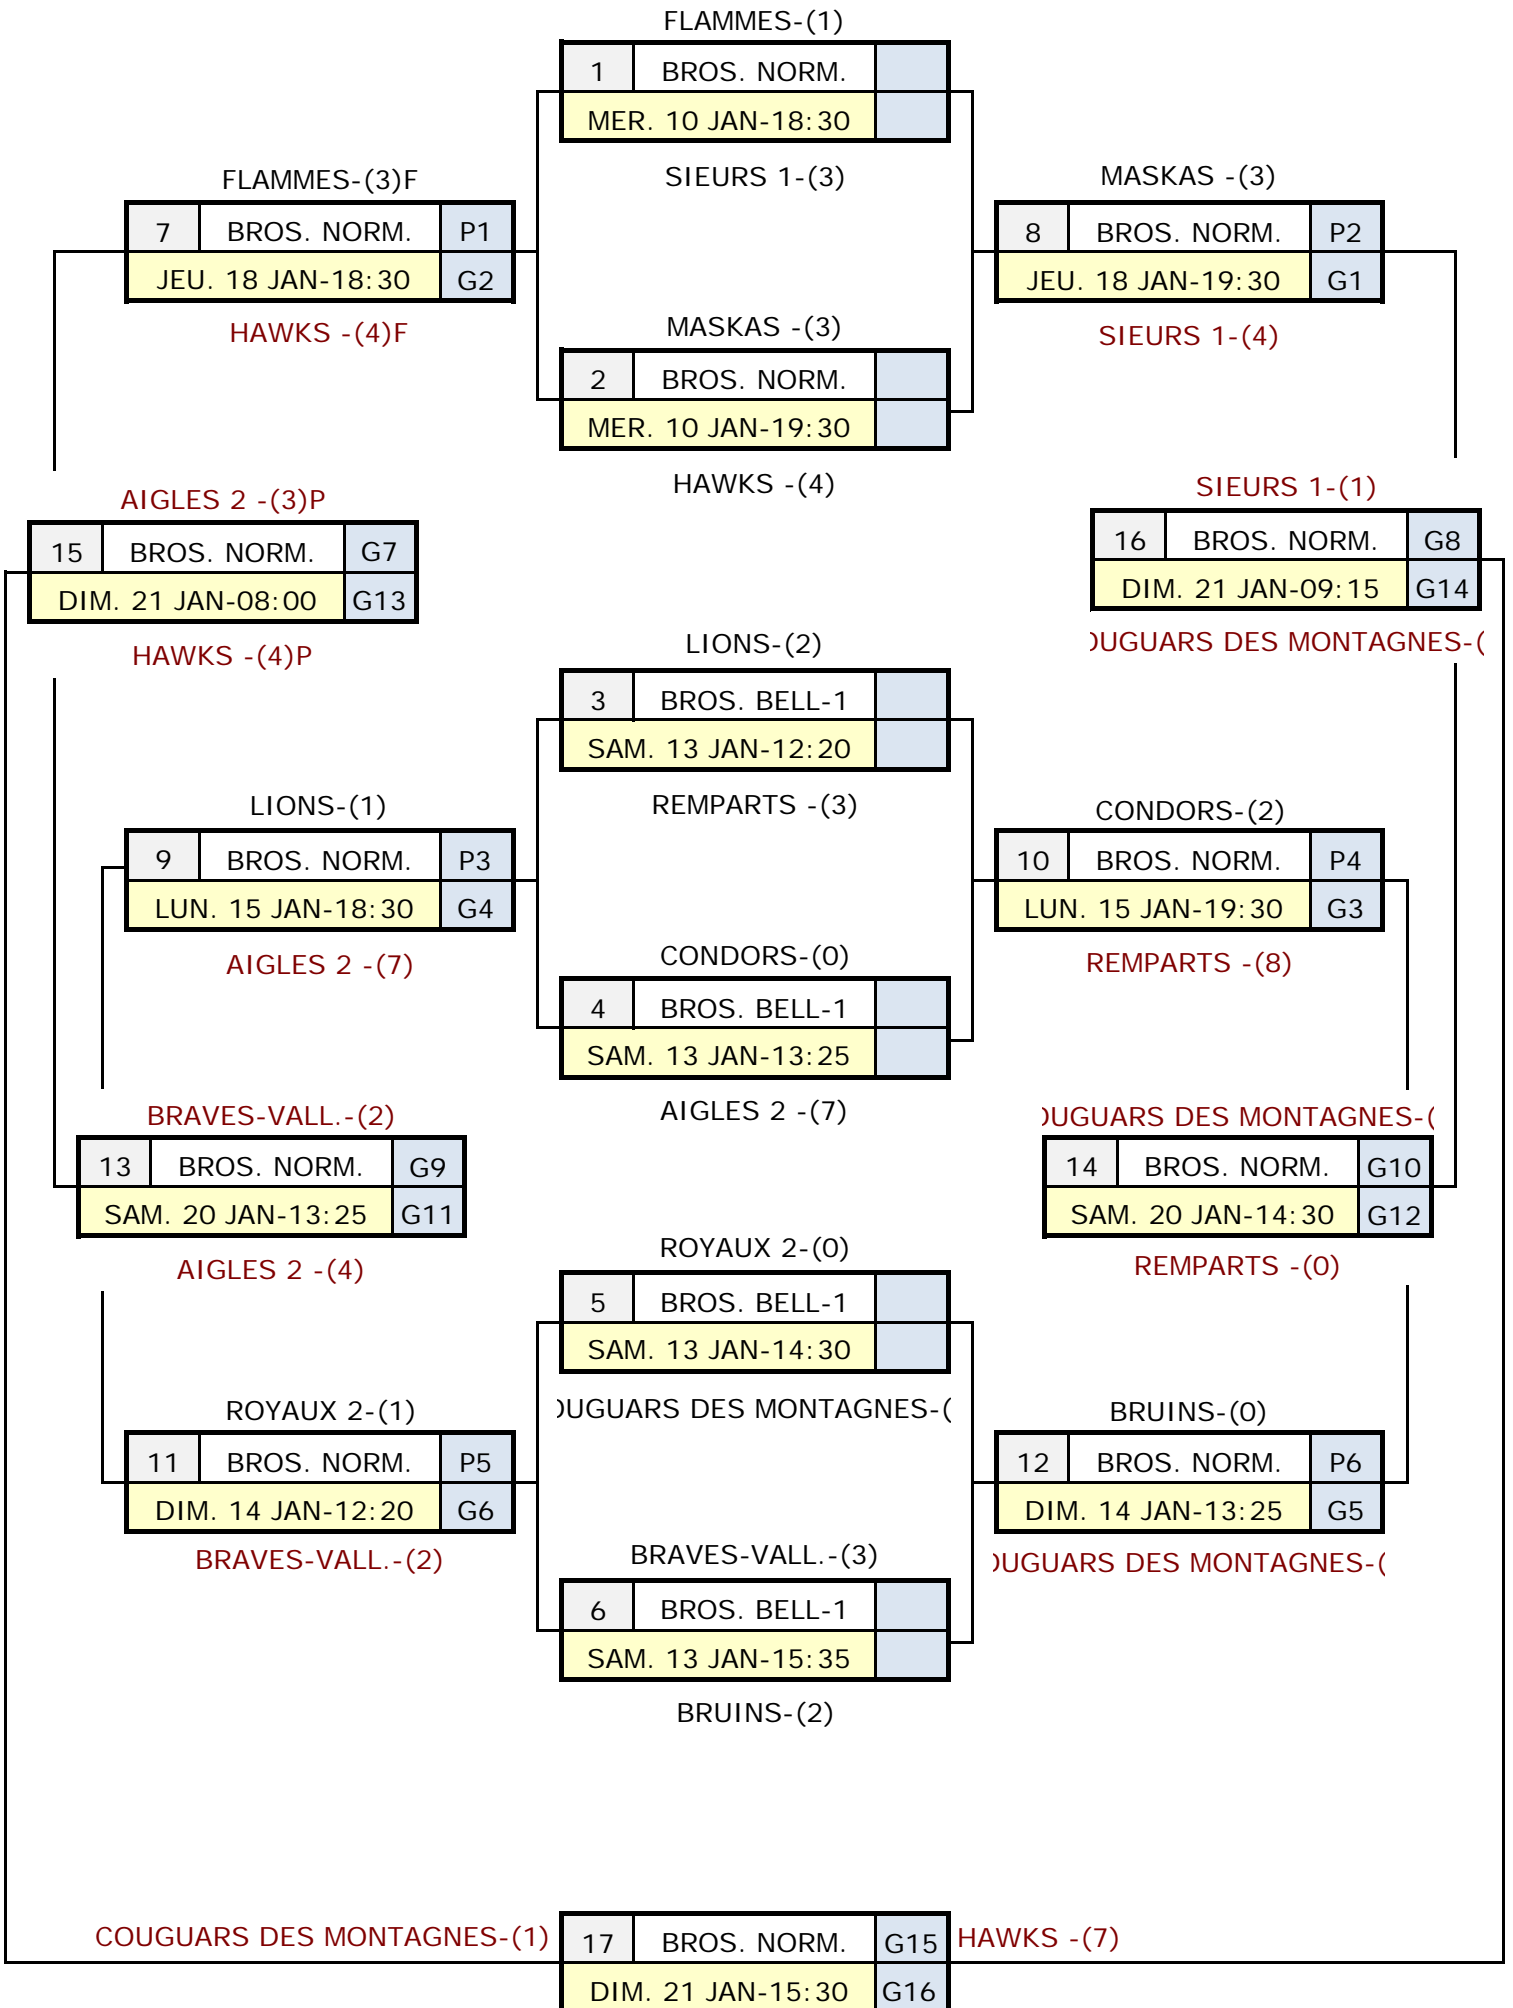 FLAMMES-(1)
1 BROS. NORM.
MER. 10 JAN-18:30
SIEURS 1-(3)
FLAMMES-(3)F
7 BROS. NORM. P1
JEU. 18 JAN-18:30 G2
HAWKS -(4)F
MASKAS -(3)
8 BROS. NORM. P2
JEU. 18 JAN-19:30 G1
SIEURS 1-(4)
MASKAS -(3)
2 BROS. NORM.
MER. 10 JAN-19:30
HAWKS -(4)
AIGLES 2 -(3)P
15 BROS. NORM. G7
DIM. 21 JAN-08:00 G13
HAWKS -(4)P
SIEURS 1-(1)
16 BROS. NORM. G8
DIM. 21 JAN-09:15 G14
OUGUARS DES MONTAGNES-(
LIONS-(2)
3 BROS. BELL-1
SAM. 13 JAN-12:20
REMPARTS -(3)
LIONS-(1)
9 BROS. NORM. P3
LUN. 15 JAN-18:30 G4
AIGLES 2 -(7)
CONDORS-(2)
10 BROS. NORM. P4
LUN. 15 JAN-19:30 G3
REMPARTS -(8)
CONDORS-(0)
4 BROS. BELL-1
SAM. 13 JAN-13:25
AIGLES 2 -(7)
BRAVES-VALL.-(2)
13 BROS. NORM. G9
SAM. 20 JAN-13:25 G11
AIGLES 2 -(4)
OUGUARS DES MONTAGNES-(
14 BROS. NORM. G10
SAM. 20 JAN-14:30 G12
REMPARTS -(0)
ROYAUX 2-(0)
5 BROS. BELL-1
SAM. 13 JAN-14:30
OUGUARS DES MONTAGNES-(
ROYAUX 2-(1)
11 BROS. NORM. P5
DIM. 14 JAN-12:20 G6
BRAVES-VALL.-(2)
BRUINS-(0)
12 BROS. NORM. P6
DIM. 14 JAN-13:25 G5
OUGUARS DES MONTAGNES-(
BRAVES-VALL.-(3)
6 BROS. BELL-1
SAM. 13 JAN-15:35
BRUINS-(2)
COUGUARS DES MONTAGNES-(1)
17 BROS. NORM. G15
DIM. 21 JAN-15:30 G16
HAWKS -(7)